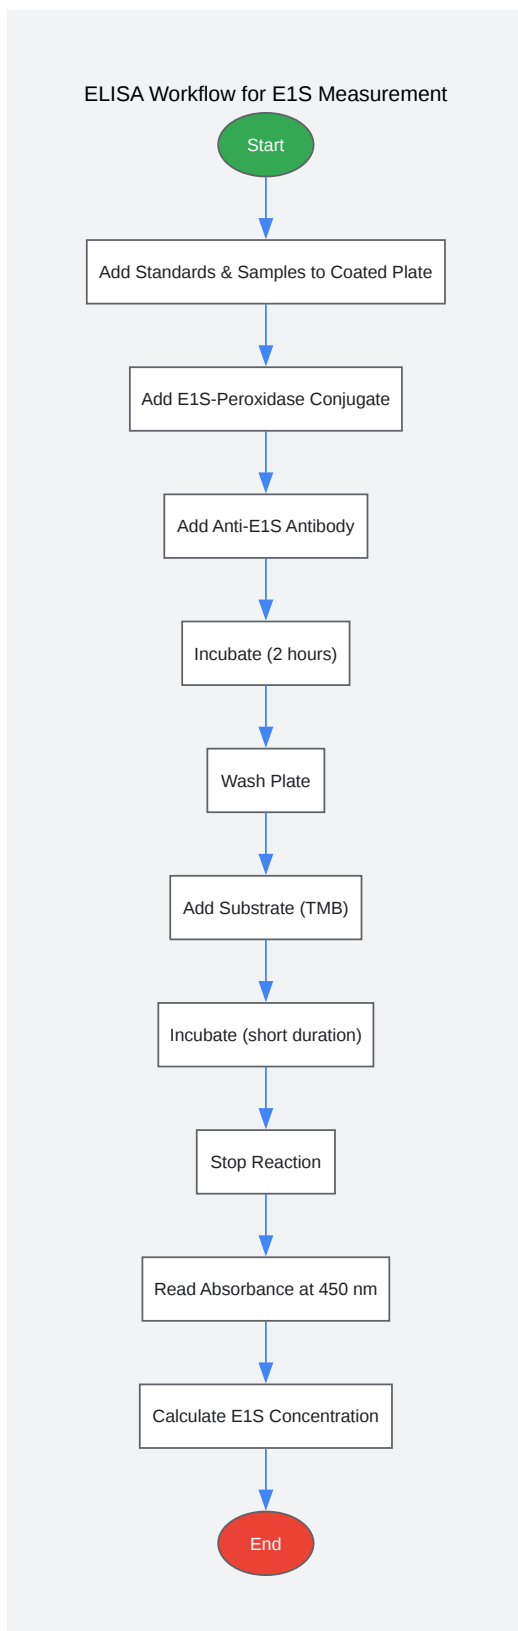 ELISA Workflow for E1S Measurement
Start
Add Standards & Samples to Coated Plate
Add E1S-Peroxidase Conjugate
Add Anti-E1S Antibody
Incubate (2 hours)
Wash Plate
Add Substrate (TMB)
Incubate (short duration)
Stop Reaction
Read Absorbance at 450 nm
Calculate E1S Concentration
End